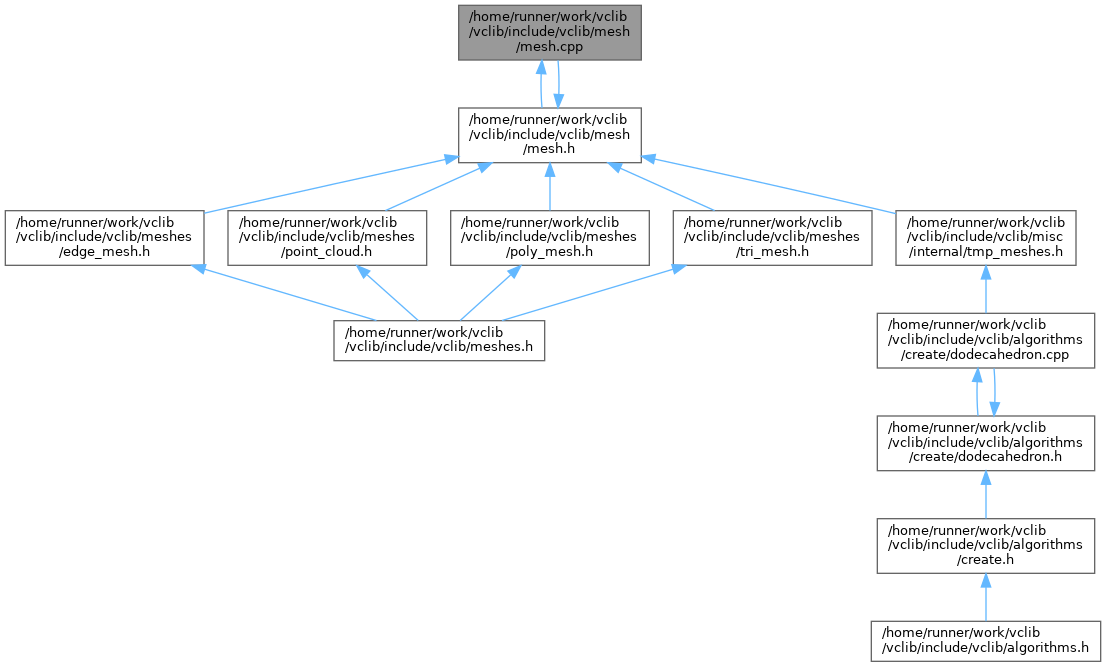 /home/runner/work/vclib
/vclib/include/vclib/mesh
/mesh.cpp
/home/runner/work/vclib
/vclib/include/vclib/mesh
/mesh.h
/home/runner/work/vclib
/vclib/include/vclib/meshes
/edge_mesh.h
/home/runner/work/vclib
/vclib/include/vclib/meshes
/point_cloud.h
/home/runner/work/vclib
/vclib/include/vclib/meshes
/poly_mesh.h
/home/runner/work/vclib
/vclib/include/vclib/meshes
/tri_mesh.h
/home/runner/work/vclib
/vclib/include/vclib/misc
/internal/tmp_meshes.h
/home/runner/work/vclib
/vclib/include/vclib/meshes.h
/home/runner/work/vclib
/vclib/include/vclib/algorithms
/create/dodecahedron.cpp
/home/runner/work/vclib
/vclib/include/vclib/algorithms
/create/dodecahedron.h
/home/runner/work/vclib
/vclib/include/vclib/algorithms
/create.h
/home/runner/work/vclib
/vclib/include/vclib/algorithms.h